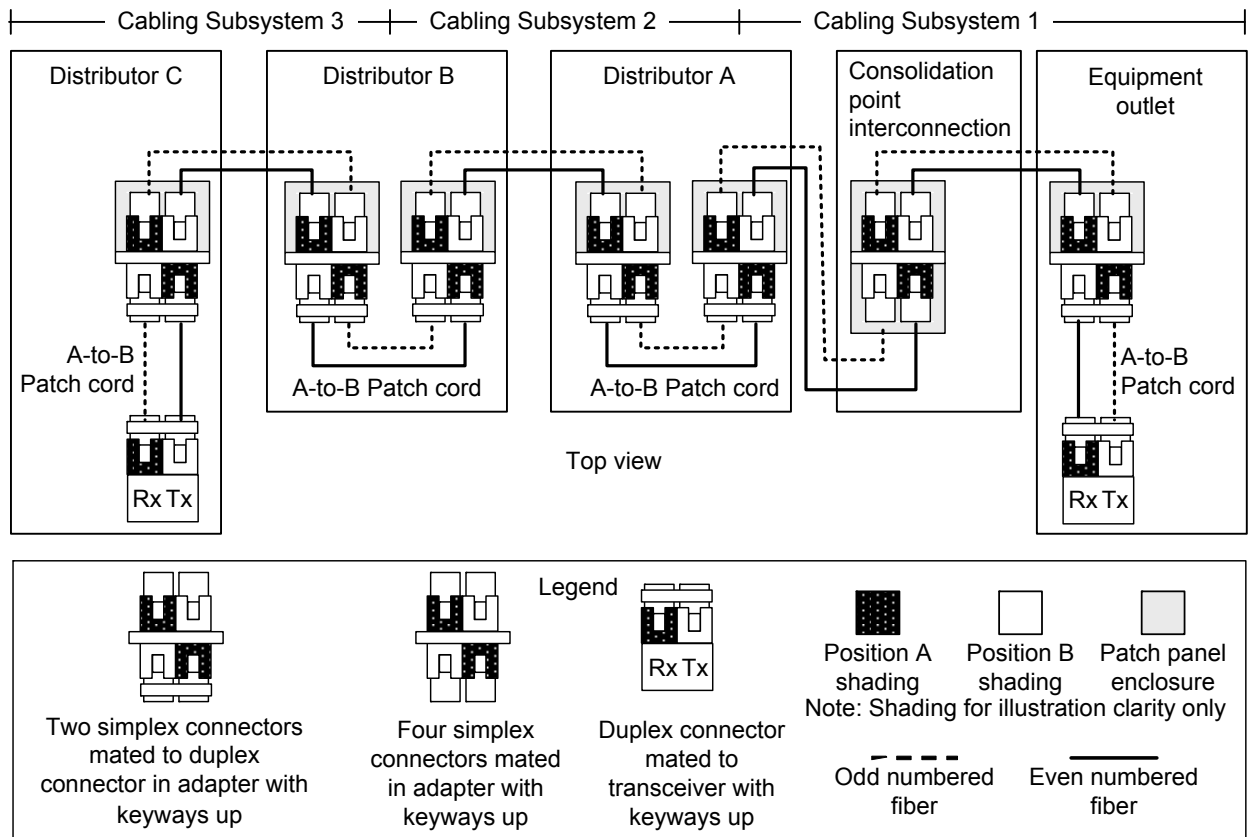 Cabling Subsystem 3
Cabling Subsystem 2
Cabling Subsystem 1
Distributor C
Distributor B
Distributor A
Consolidation
point
interconnection
Equipment
outlet
A-to-B
Patch cord
A-to-B Patch cord
A-to-B Patch cord
A-to-B
Patch cord
Rx Tx
Top view
Rx Tx
Legend
Two simplex connectors
mated to duplex
connector in adapter with
keyways up
Four simplex
connectors mated
in adapter with
keyways up
Rx Tx
Duplex connector
mated to
transceiver with
keyways up
Position A
shading
Position B
shading
Patch panel
enclosure
Note: Shading for illustration clarity only
Odd numbered
fiber
Even numbered
fiber